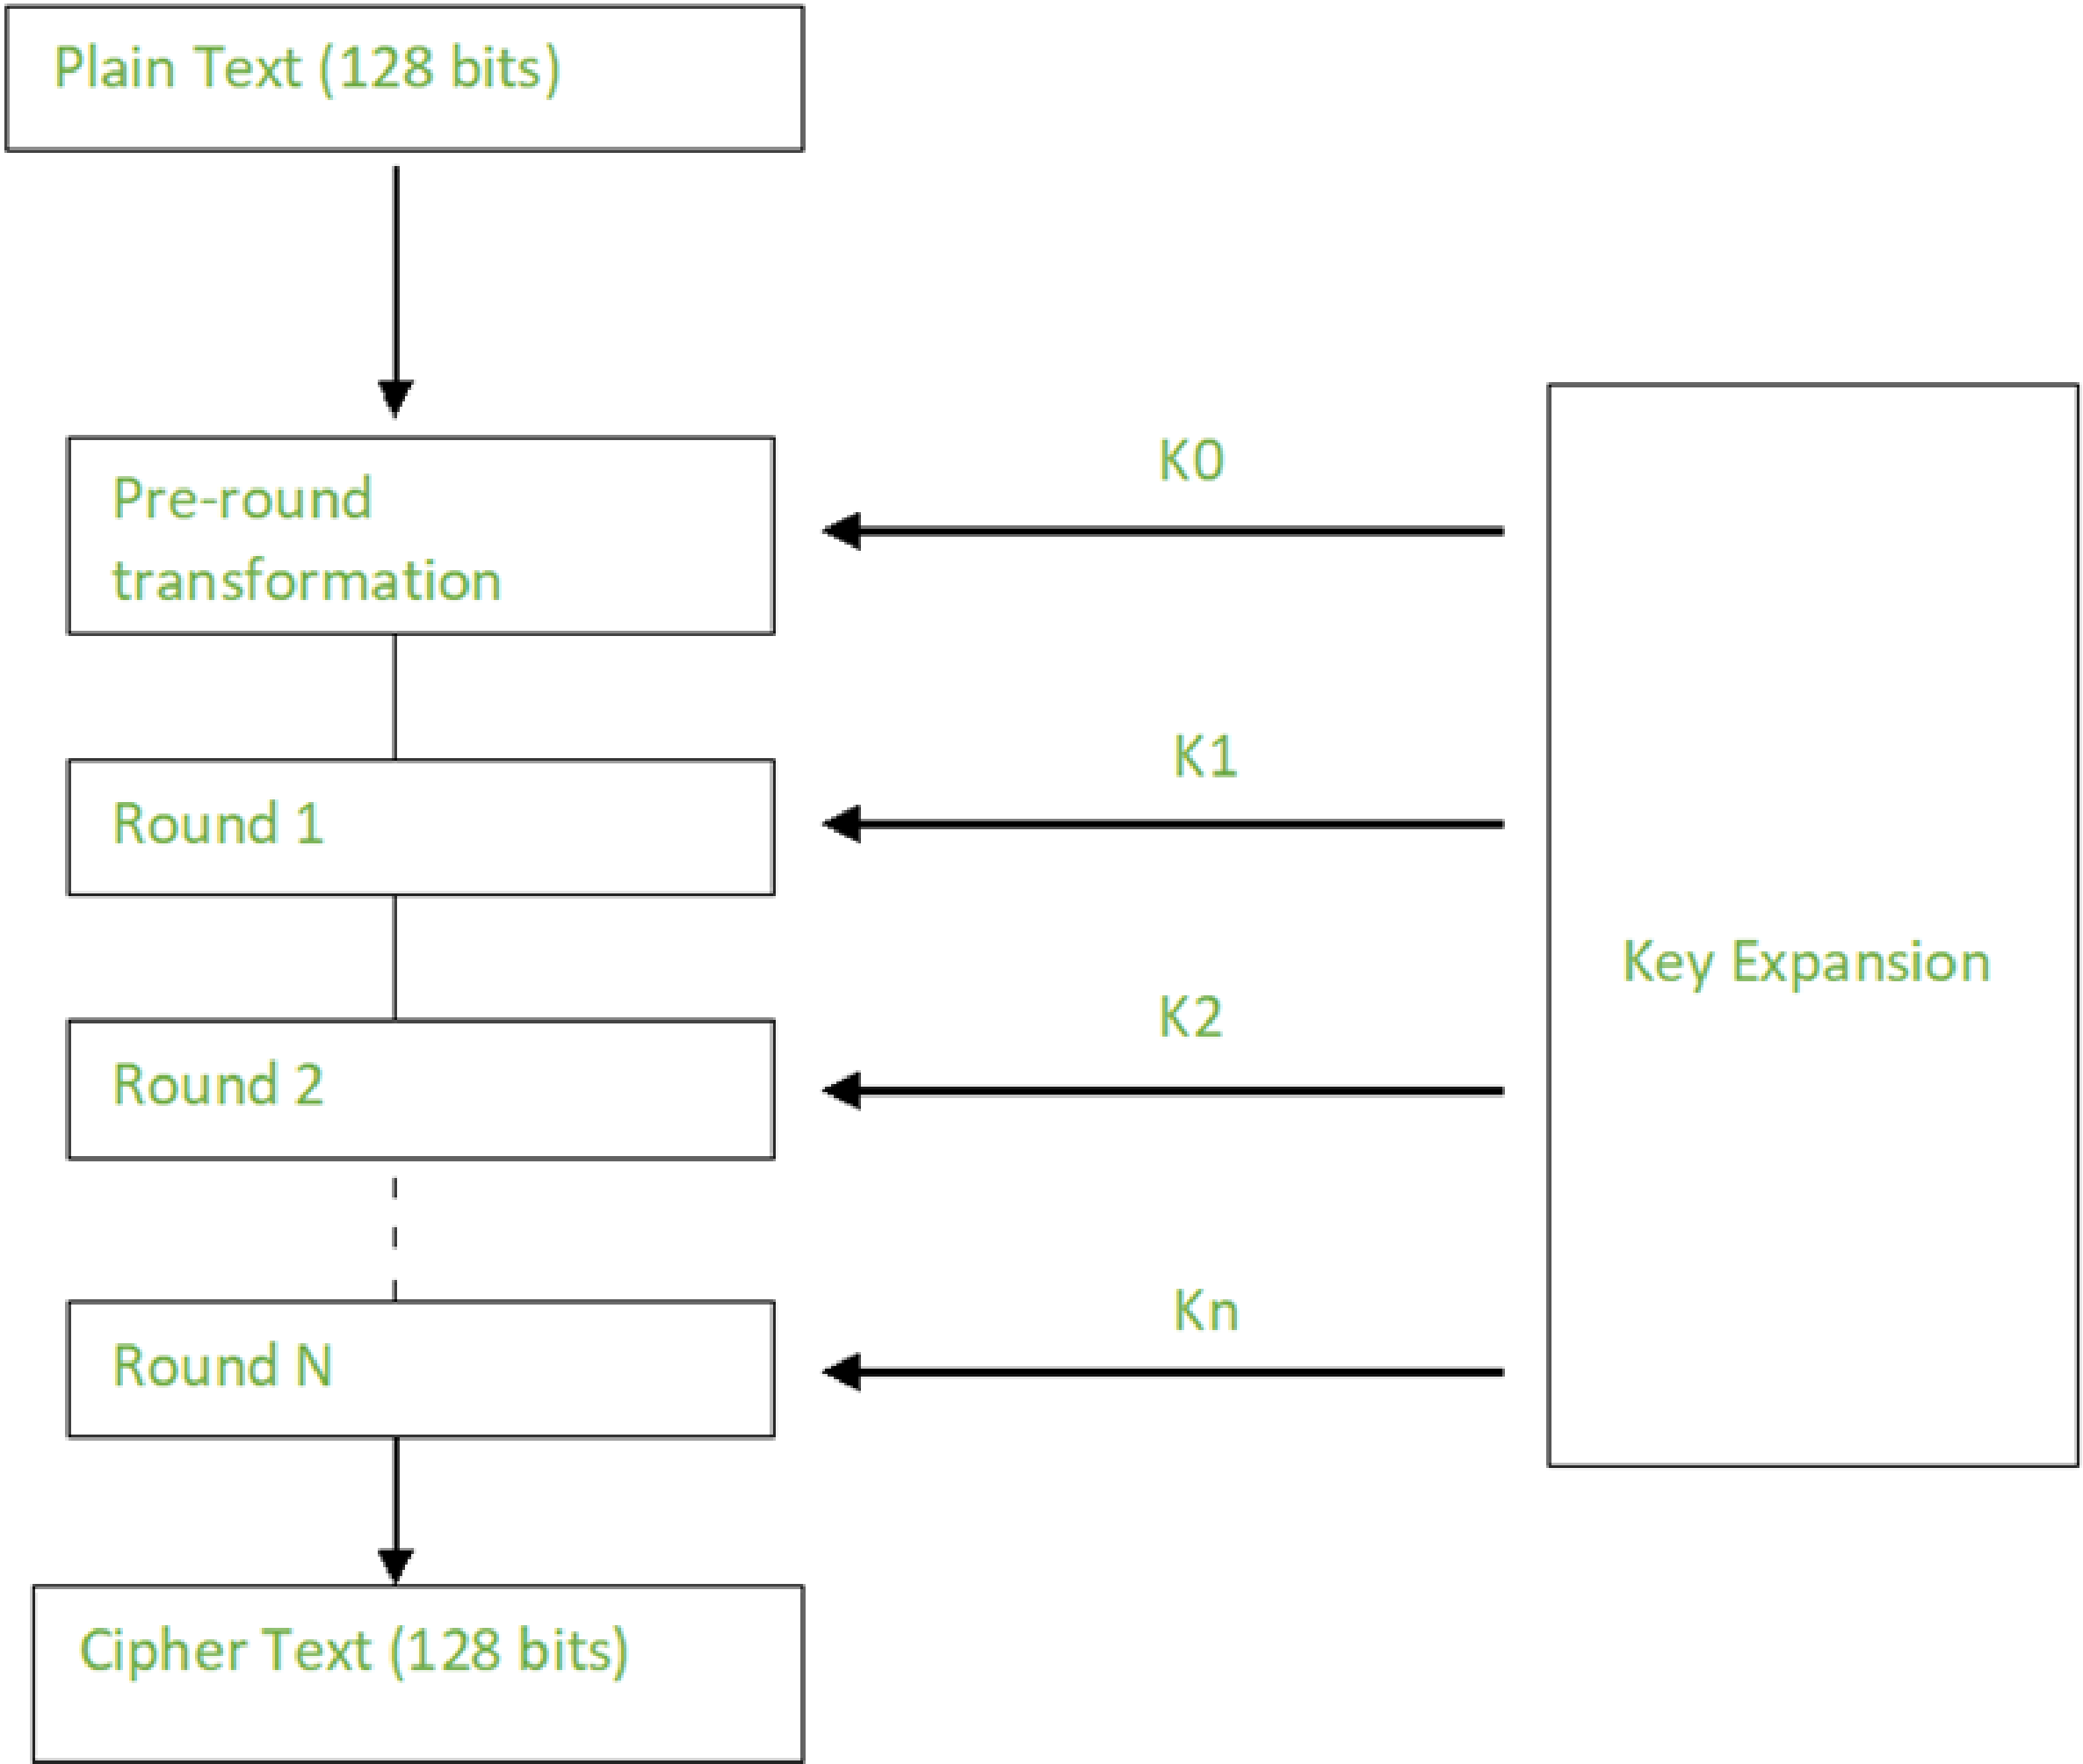 Plain Text (128 bits)
Pre-round
transformation
K0
Round 1
K1
Key Expansion
Round 2
K2
Round N
Kn
Cipher Text (128 bits)